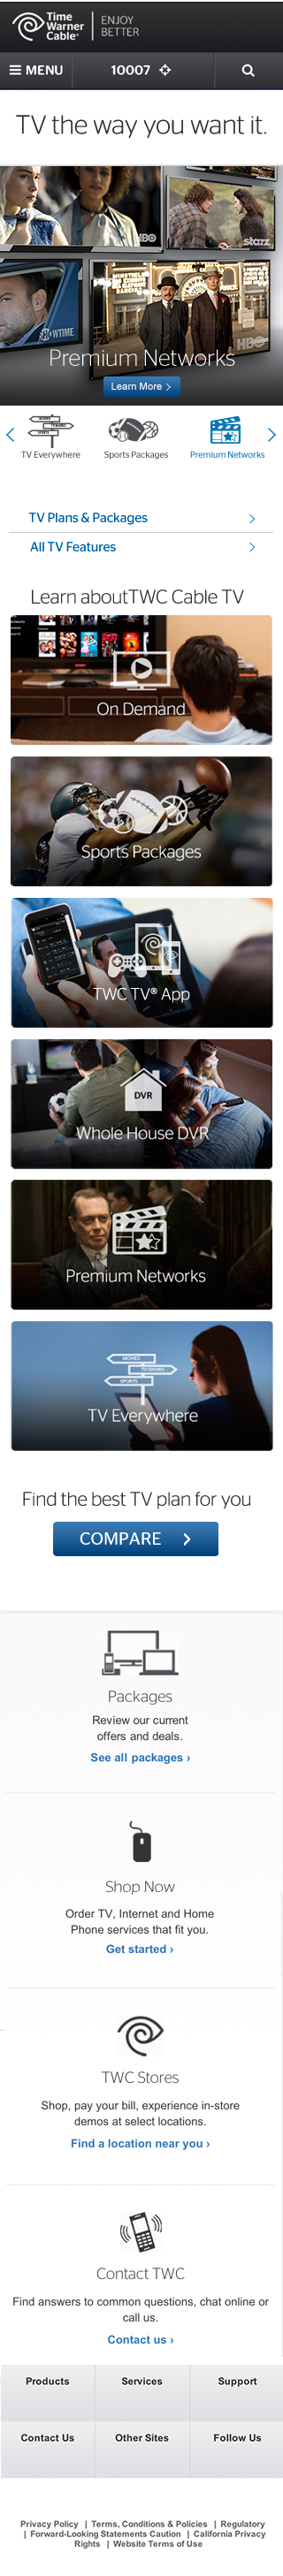 Time Warner Cable®
ENJOY BETTER
MENU
10007
TV the way you want it.
HBO
starz
SHOWTIME
HBO
Premium Networks
Learn More >
TV Everywhere
Sports Packages
Premium Networks
TV Plans & Packages
All TV Features
Learn aboutTWC Cable TV
On Demand
Sports Packages
TWC TV® App
DVR
Whole House DVR
Premium Networks
MOVIES
TV SHOWS
SPORTS
TV Everywhere
Find the best TV plan for you
COMPARE >
Packages
Review our current
offers and deals.
See all packages ›
Shop Now
Order TV, Internet and Home
Phone services that fit you.
Get started ›
TWC Stores
Shop, pay your bill, experience in-store
demos at select locations.
Find a location near you ›
Contact TWC
Find answers to common questions, chat online or
call us.
Contact us ›
Products
Services
Support
Contact Us
Other Sites
Follow Us
Privacy Policy | Terms, Conditions & Policies | Regulatory
| Forward-Looking Statements Caution | California Privacy
Rights | Website Terms of Use